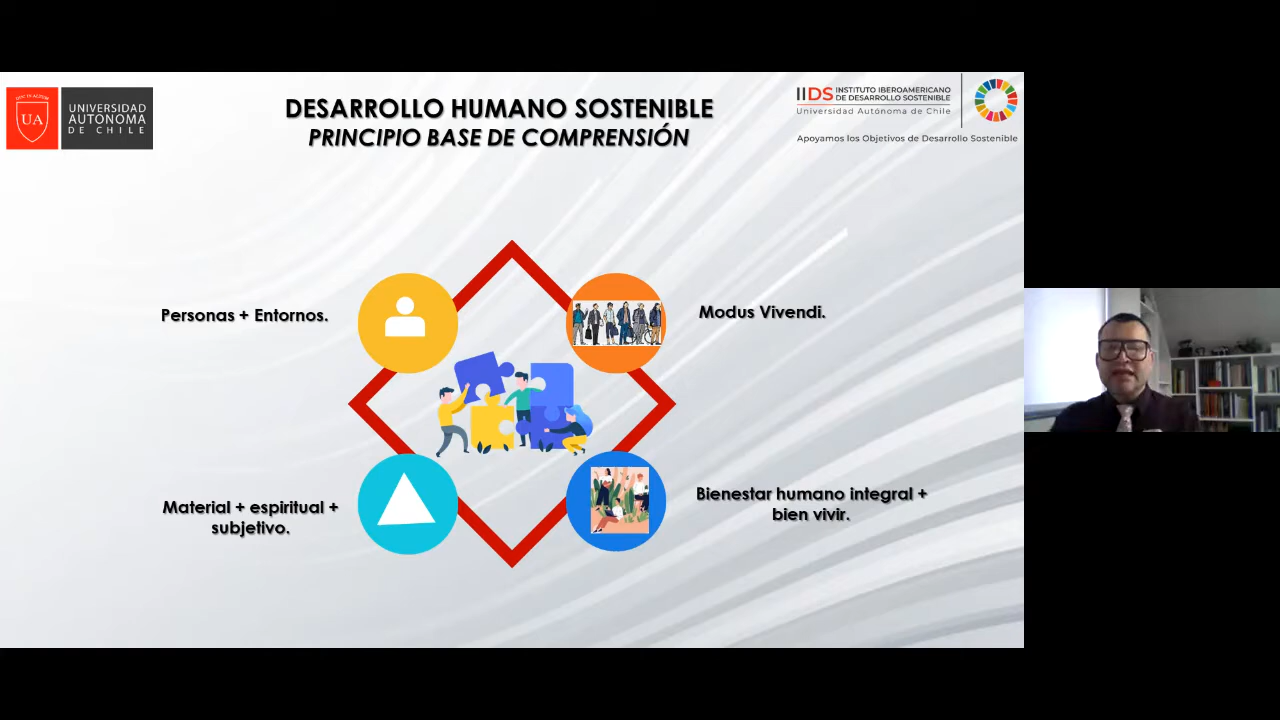 UA
UNIVERSIDAD
AUTÓNOMA
DE CHILE
DESARROLLO HUMANO SOSTENIBLE
PRINCIPIO BASE DE COMPRENSIÓN
IIDS INSTITUTO IBEROAMERICANO
DE DESARROLLO SOSTENIBLE
Universidad Autónoma de Chile
Apoyamos los Objetivos de Desarrollo Sostenible
Personas + Entornos.
Modus Vivendi.
Material + espiritual +
subjetivo.
Bienestar humano integral +
bien vivir.